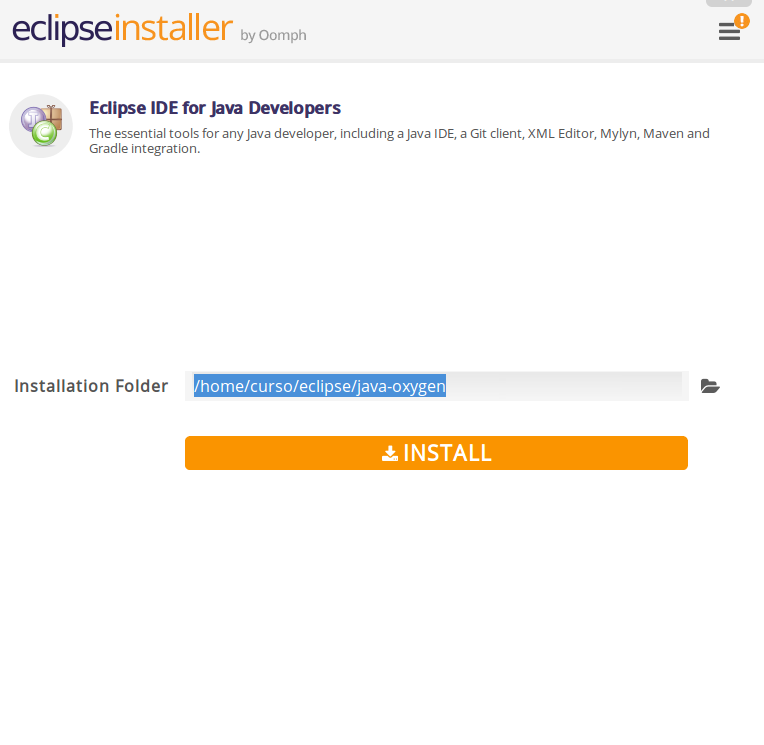 eclipseinstaller by Oomph
Eclipse IDE for Java Developers
The essential tools for any Java developer, including a Java IDE, a Git client, XML Editor, Mylyn, Maven and
Gradle integration.
Installation Folder /home/curso/eclipse/java-oxygen
INSTALL